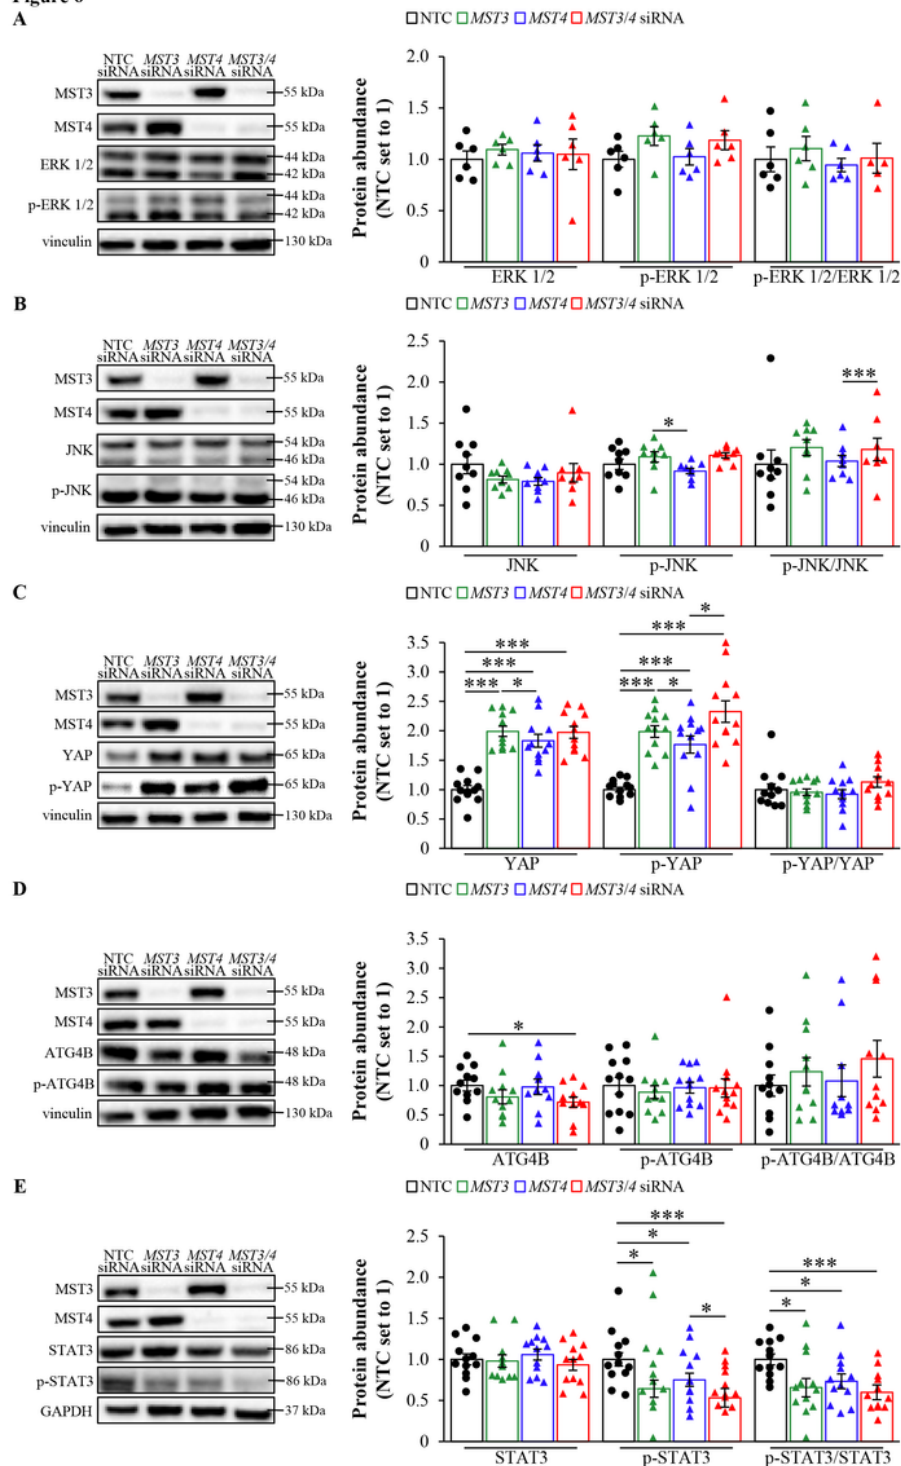 Figure 6
A
□NTC □MST3 □MST4 □MST3/4 siRNA
NTC MST3 MST4 MST3/4
siRNA siRNA siRNA siRNA
MST3 55 kDa
MST4 55 kDa
ERK 1/2 44 kDa
42 kDa
p-ERK 1/2 44 kDa
42 kDa
vinculin 130 kDa
Protein abundance
(NTC set to 1)
2.0
1.5
1.0
0.5
0
ERK 1/2 p-ERK 1/2 p-ERK 1/2/ERK 1/2
B
□NTC □MST3 □MST4 □MST3/4 siRNA
NTC MST3 MST4 MST3/4
siRNA siRNA siRNA siRNA
MST3 55 kDa
MST4 55 kDa
JNK 54 kDa
46 kDa
p-JNK 54 kDa
46 kDa
vinculin 130 kDa
Protein abundance
(NTC set to 1)
2.5
2.0
1.5
1.0
0.5
0
* ***
JNK p-JNK p-JNK/JNK
C
□NTC □MST3 □MST4 □MST3/4 siRNA
NTC MST3 MST4 MST3/4
siRNA siRNA siRNA siRNA
MST3 55 kDa
MST4 55 kDa
YAP 65 kDa
p-YAP 65 kDa
vinculin 130 kDa
Protein abundance
(NTC set to 1)
3.5
3.0
2.5
2.0
1.5
1.0
0.5
0
*** *** *** * * *** *** *** *
YAP p-YAP p-YAP/YAP
D
□NTC □MST3 □MST4 □MST3/4 siRNA
NTC MST3 MST4 MST3/4
siRNA siRNA siRNA siRNA
MST3 55 kDa
MST4 55 kDa
ATG4B 48 kDa
p-ATG4B 48 kDa
vinculin 130 kDa
Protein abundance
(NTC set to 1)
3.5
3.0
2.5
2.0
1.5
1.0
0.5
0
*
ATG4B p-ATG4B p-ATG4B/ATG4B
E
□NTC □MST3 □MST4 □MST3/4 siRNA
NTC MST3 MST4 MST3/4
siRNA siRNA siRNA siRNA
MST3 55 kDa
MST4 55 kDa
STAT3 86 kDa
p-STAT3 86 kDa
GAPDH 37 kDa
Protein abundance
(NTC set to 1)
2.5
2.0
1.5
1.0
0.5
0
*** * * * *** * *
STAT3 p-STAT3 p-STAT3/STAT3